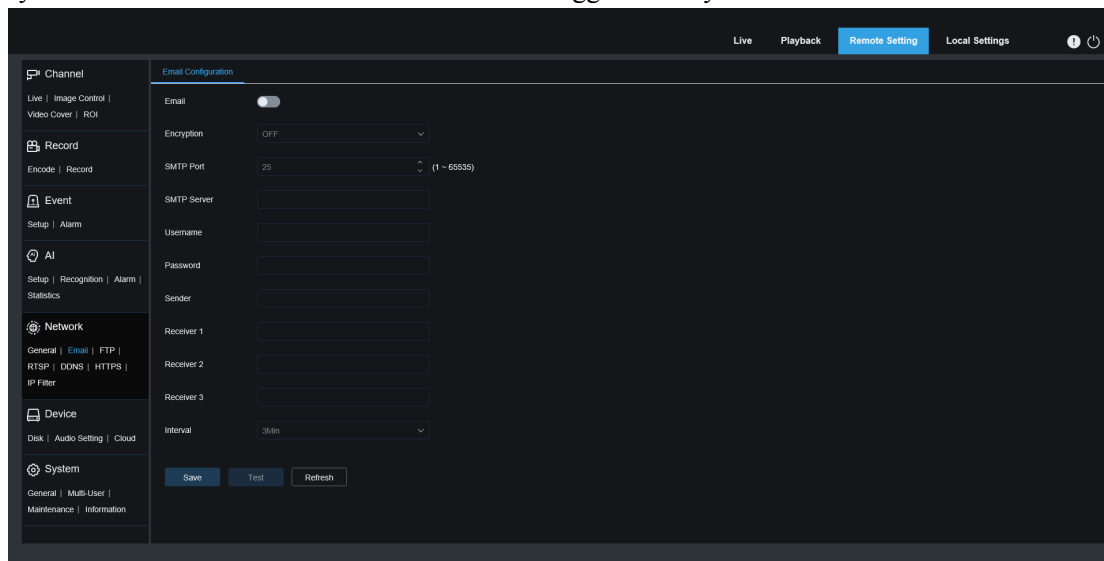 Live Playback Remote Setting Local Settings
Channel
Live | Image Control |
Video Cover | ROI
Record
Encode | Record
Event
Setup | Alarm
AI
Setup | Recognition | Alarm |
Statistics
Network
General | Email | FTP |
RTSP | DDNS | HTTPS |
IP Filter
Device
Disk | Audio Setting | Cloud
System
General | Multi-User |
Maintenance | Information
Email Configuration
Email
Encryption OFF
SMTP Port 25 (1 ~ 65535)
SMTP Server
Username
Password
Sender
Receiver 1
Receiver 2
Receiver 3
Interval 3Min
Save Test Refresh